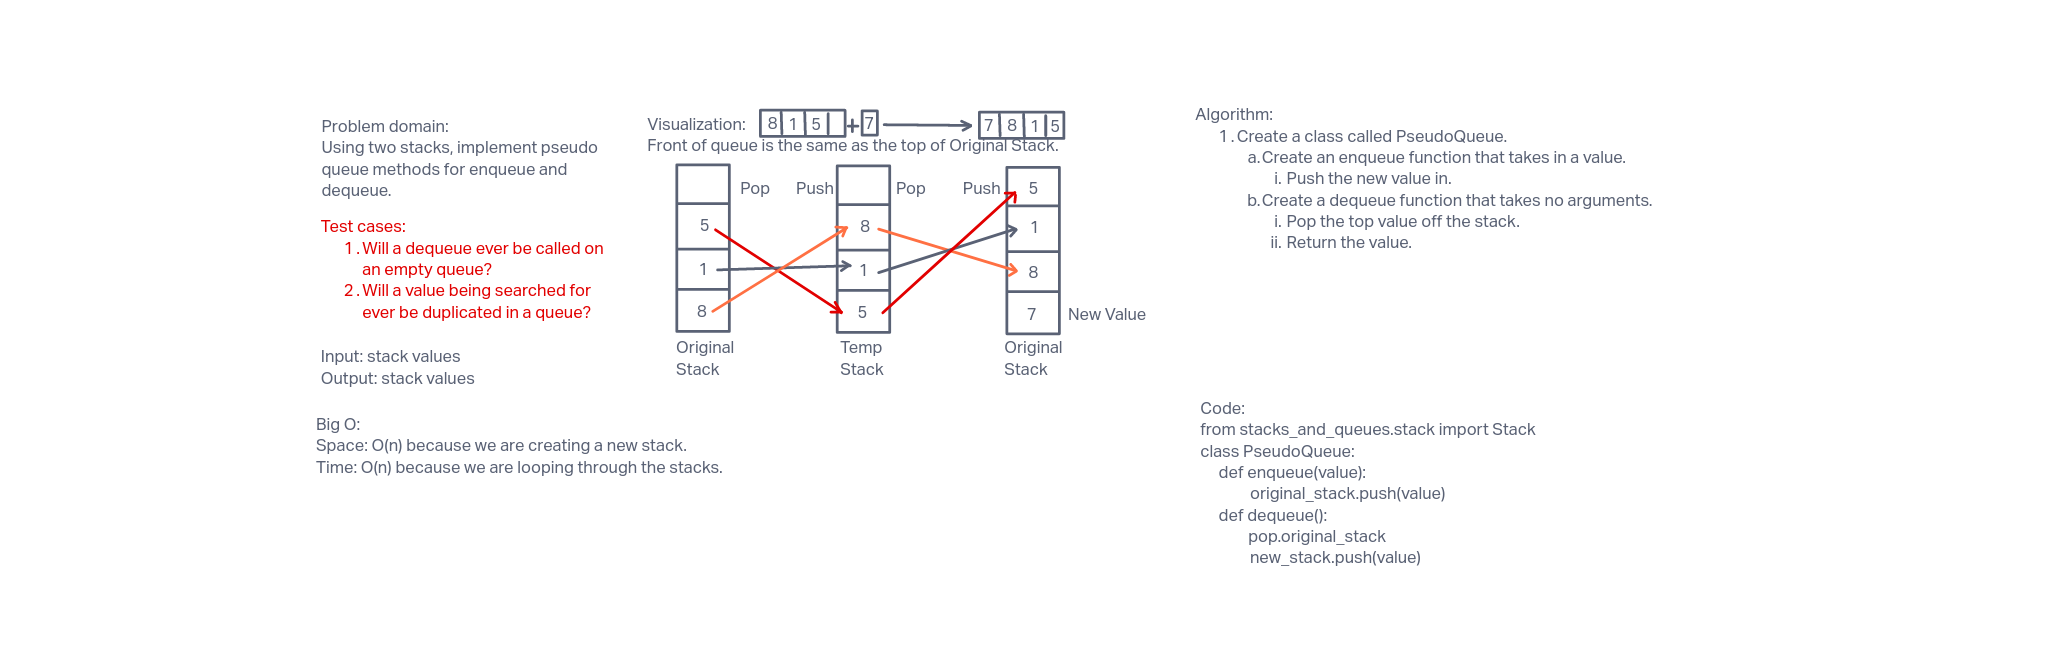 Problem domain:
Using two stacks, implement pseudo
queue methods for enqueue and
dequeue.
Test cases:
1. Will a dequeue ever be called on
an empty queue?
2. Will a value being searched for
ever be duplicated in a queue?
Input: stack values
Output: stack values
Big O:
Space: O(n) because we are creating a new stack.
Time: O(n) because we are looping through the stacks.
Visualization: 8 1 5 + 7 7 8 1 5
Front of queue is the same as the top of Original Stack.
Pop Push Pop Push 5
5 8 1
1 1 8
8 5 7 New Value
Original Temp Original
Stack Stack Stack
Algorithm:
1. Create a class called PseudoQueue.
a. Create an enqueue function that takes in a value.
i. Push the new value in.
b. Create a dequeue function that takes no arguments.
i. Pop the top value off the stack.
ii. Return the value.
Code:
from stacks_and_queues.stack import Stack
class PseudoQueue:
def enqueue(value):
original_stack.push(value)
def dequeue():
pop.original_stack
new_stack.push(value)